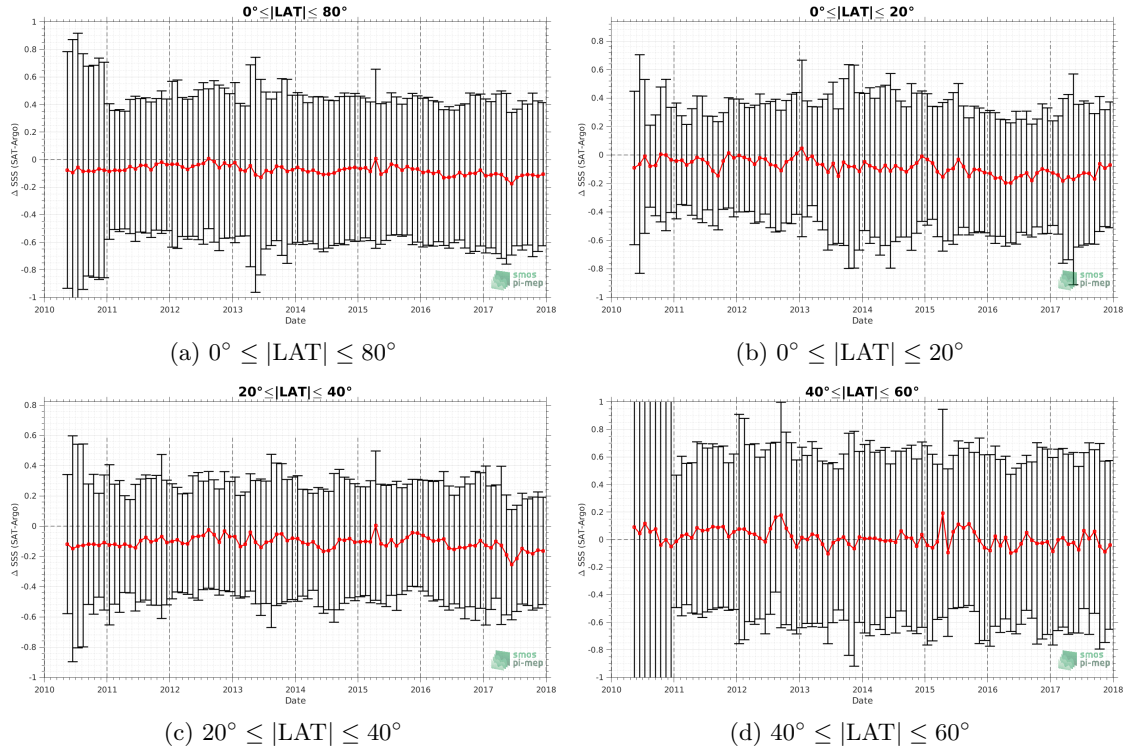 0°≤|LAT|≤ 80°
1
0.8
0.6
0.4
0.2
0
-0.2
-0.4
-0.6
-0.8
-1
Δ SSS (SAT-Argo)
2010 2011 2012 2013 2014 2015 2016 2017 2018
Date
smos
pi-mep
(a) 0° ≤ |LAT| ≤ 80°
0°≤|LAT|≤ 20°
0.8
0.6
0.4
0.2
0
-0.2
-0.4
-0.6
-0.8
-1
Δ SSS (SAT-Argo)
2010 2011 2012 2013 2014 2015 2016 2017 2018
Date
smos
pi-mep
(b) 0° ≤ |LAT| ≤ 20°
20°≤|LAT|≤ 40°
0.8
0.6
0.4
0.2
0
-0.2
-0.4
-0.6
-0.8
-1
Δ SSS (SAT-Argo)
2010 2011 2012 2013 2014 2015 2016 2017 2018
Date
smos
pi-mep
(c) 20° ≤ |LAT| ≤ 40°
40°≤|LAT|≤ 60°
1
0.8
0.6
0.4
0.2
0
-0.2
-0.4
-0.6
-0.8
-1
Δ SSS (SAT-Argo)
2010 2011 2012 2013 2014 2015 2016 2017 2018
Date
smos
pi-mep
(d) 40° ≤ |LAT| ≤ 60°